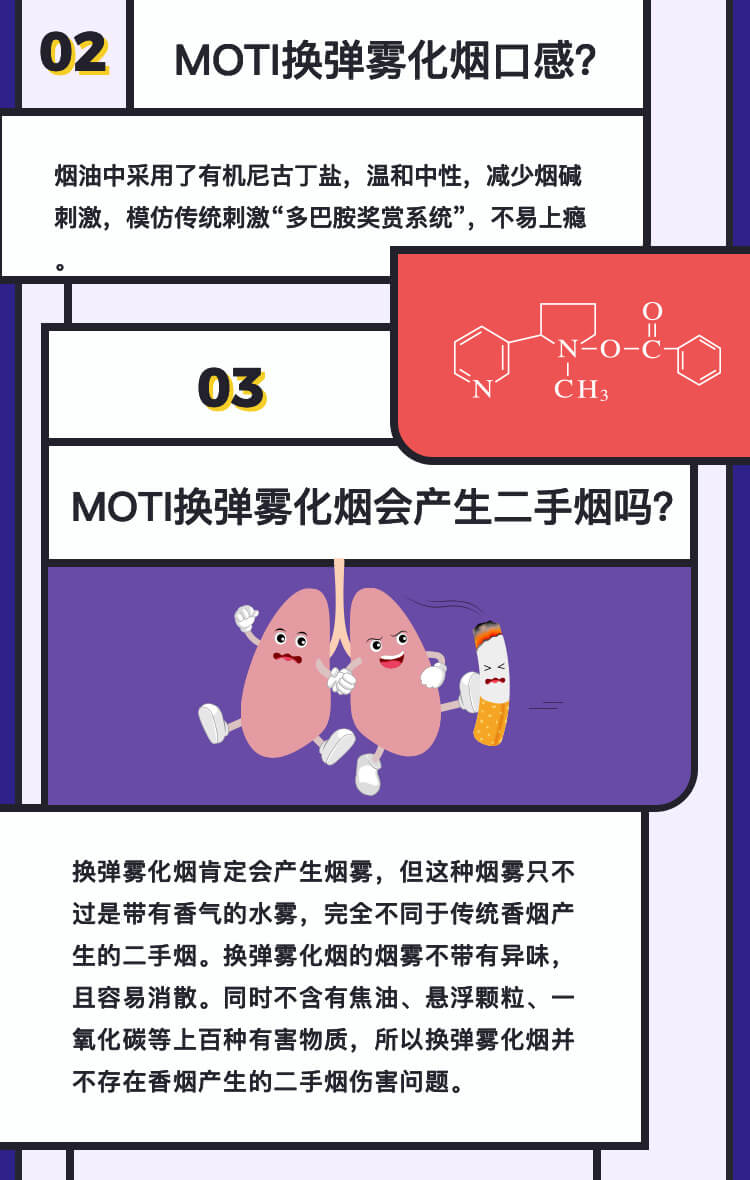 02
MOTI换弹雾化烟口感?
烟油中采用了有机尼古丁盐，温和中性，减少烟碱
刺激，模仿传统刺激“多巴胺奖赏系统”，不易上瘾
。
O
N—O—C
N
CH3
03
MOTI换弹雾化烟会产生二手烟吗?
换弹雾化烟肯定会产生烟雾，但这种烟雾只不
过是带有香气的水雾，完全不同于传统香烟产
生的二手烟。换弹雾化烟的烟雾不带有异味，
且容易消散。同时不含有焦油、悬浮颗粒、一
氧化碳等上百种有害物质，所以换弹雾化烟并
不存在香烟产生的二手烟伤害问题。